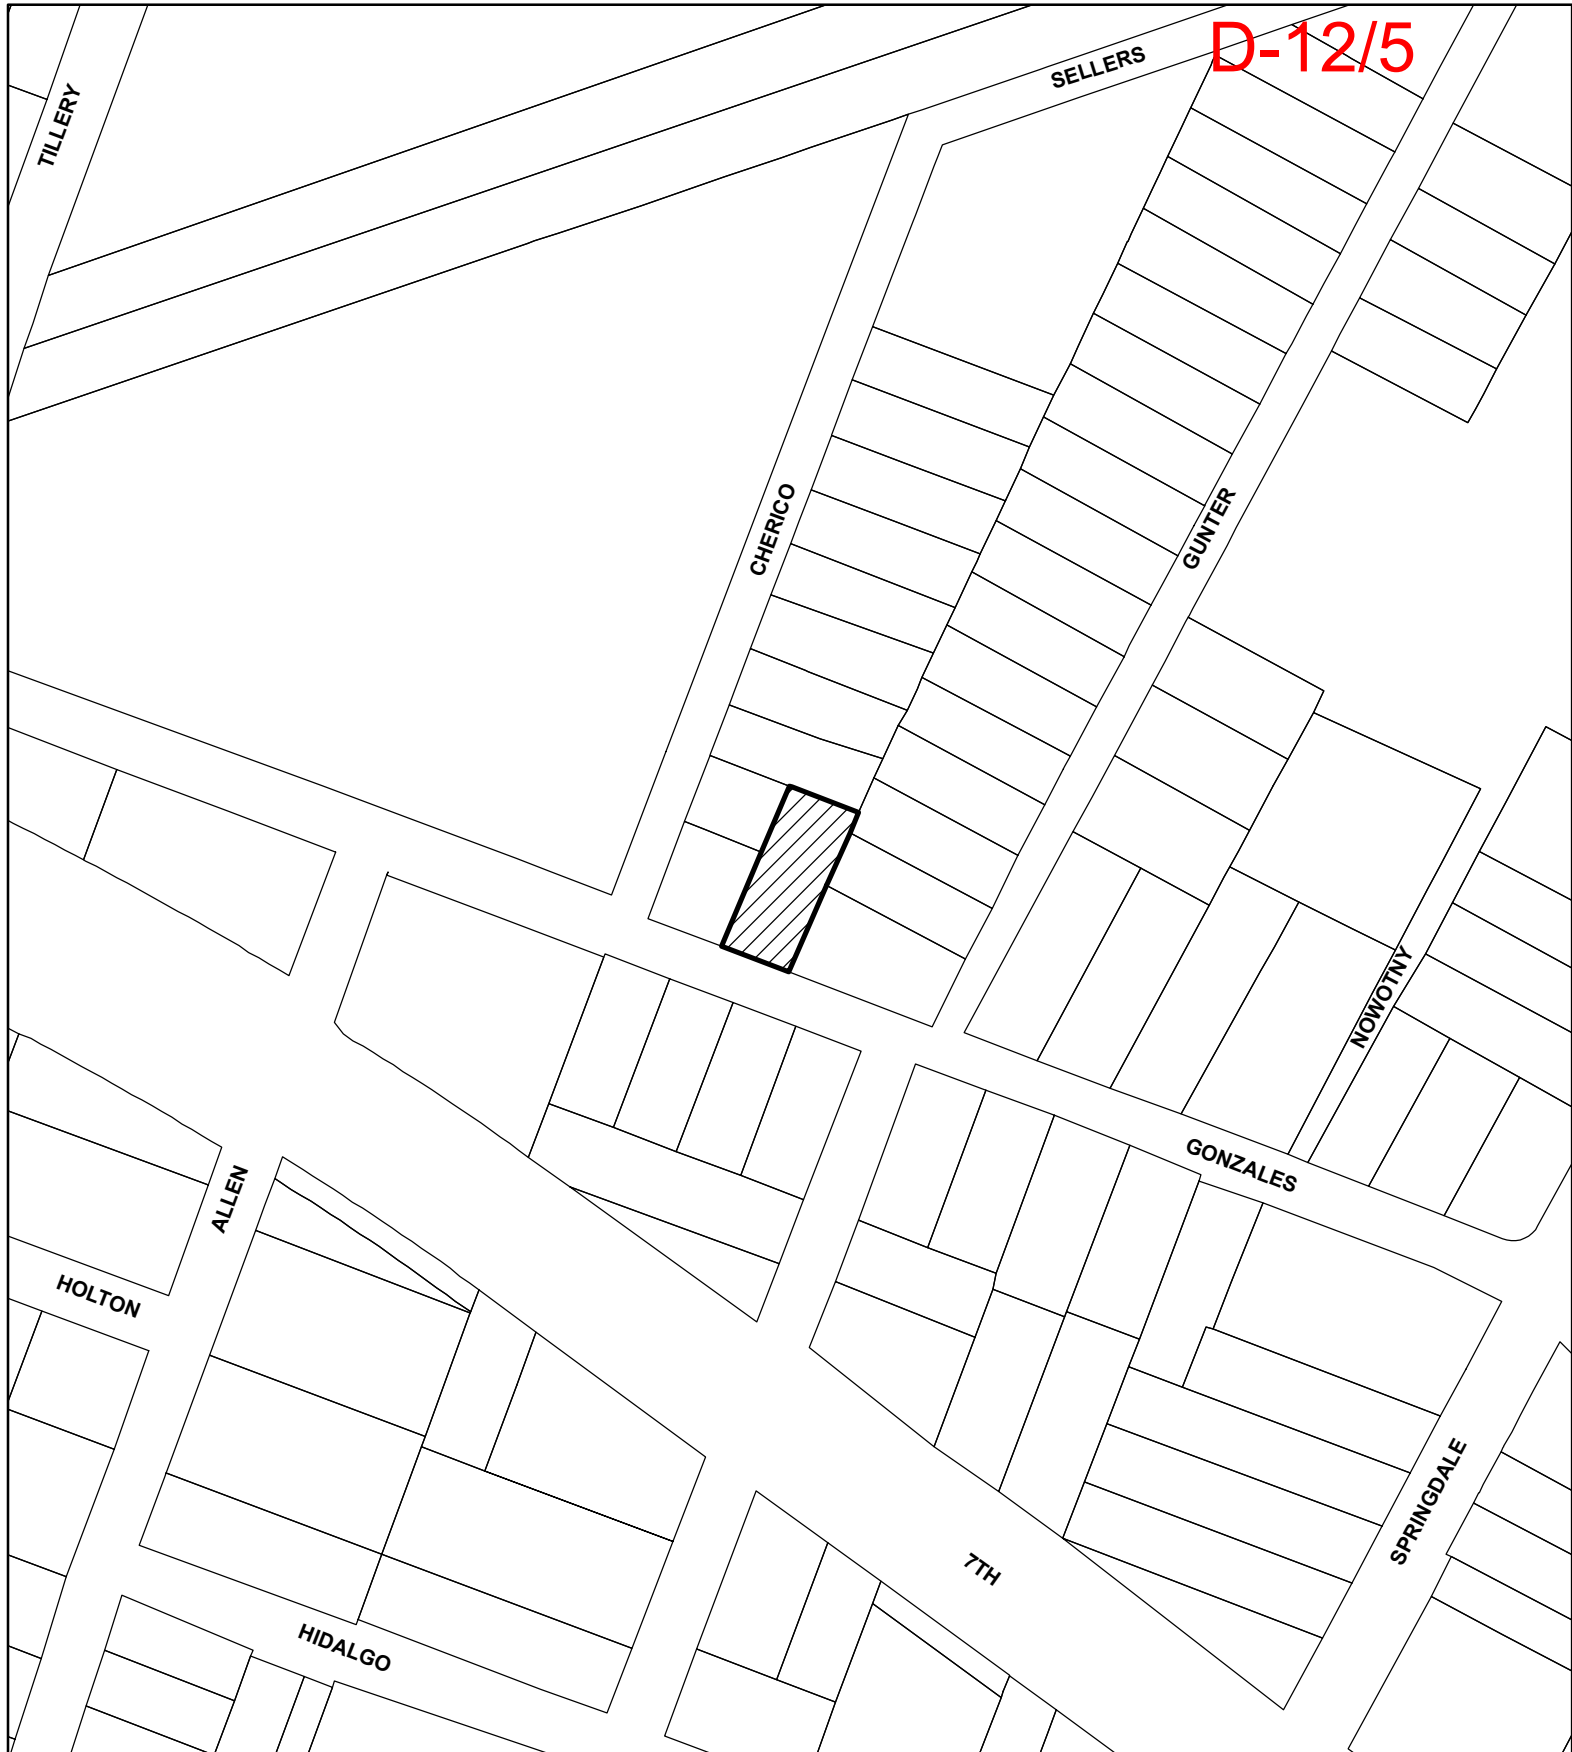 D-12/5
SELLERS
TILLERY
CHERICO
GUNTER
NOWOTNY
GONZALES
ALLEN
HOLTON
SPRINGDALE
7TH
HIDALGO